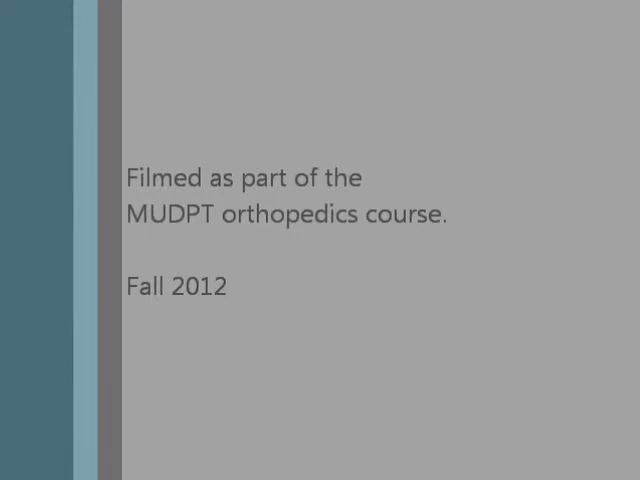 Filmed as part of the
MUDPT orthopedics course.
Fall 2012